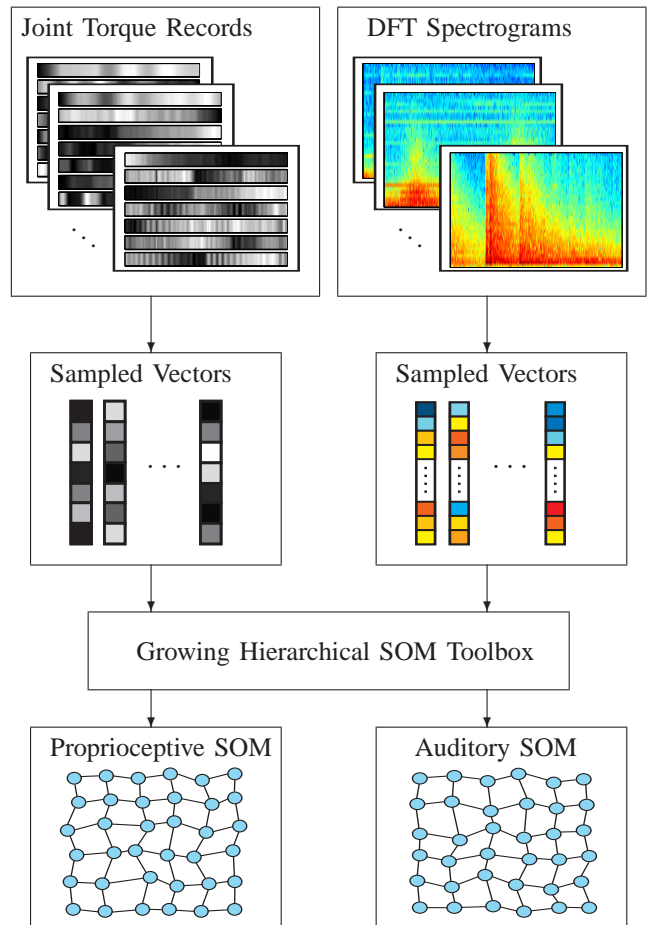 Joint Torque Records
DFT Spectrograms
Sampled Vectors
Sampled Vectors
Growing Hierarchical SOM Toolbox
Proprioceptive SOM
Auditory SOM